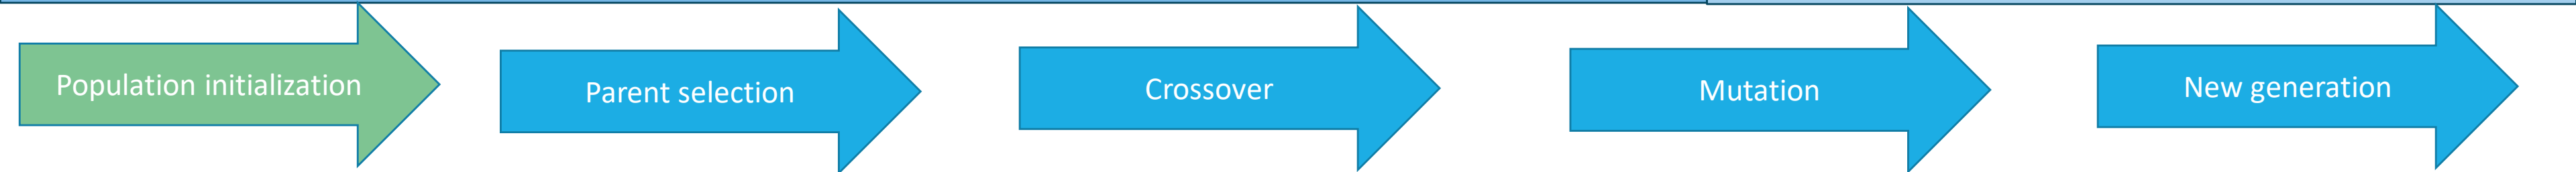 Population initialization
Parent selection
Crossover
Mutation
New generation